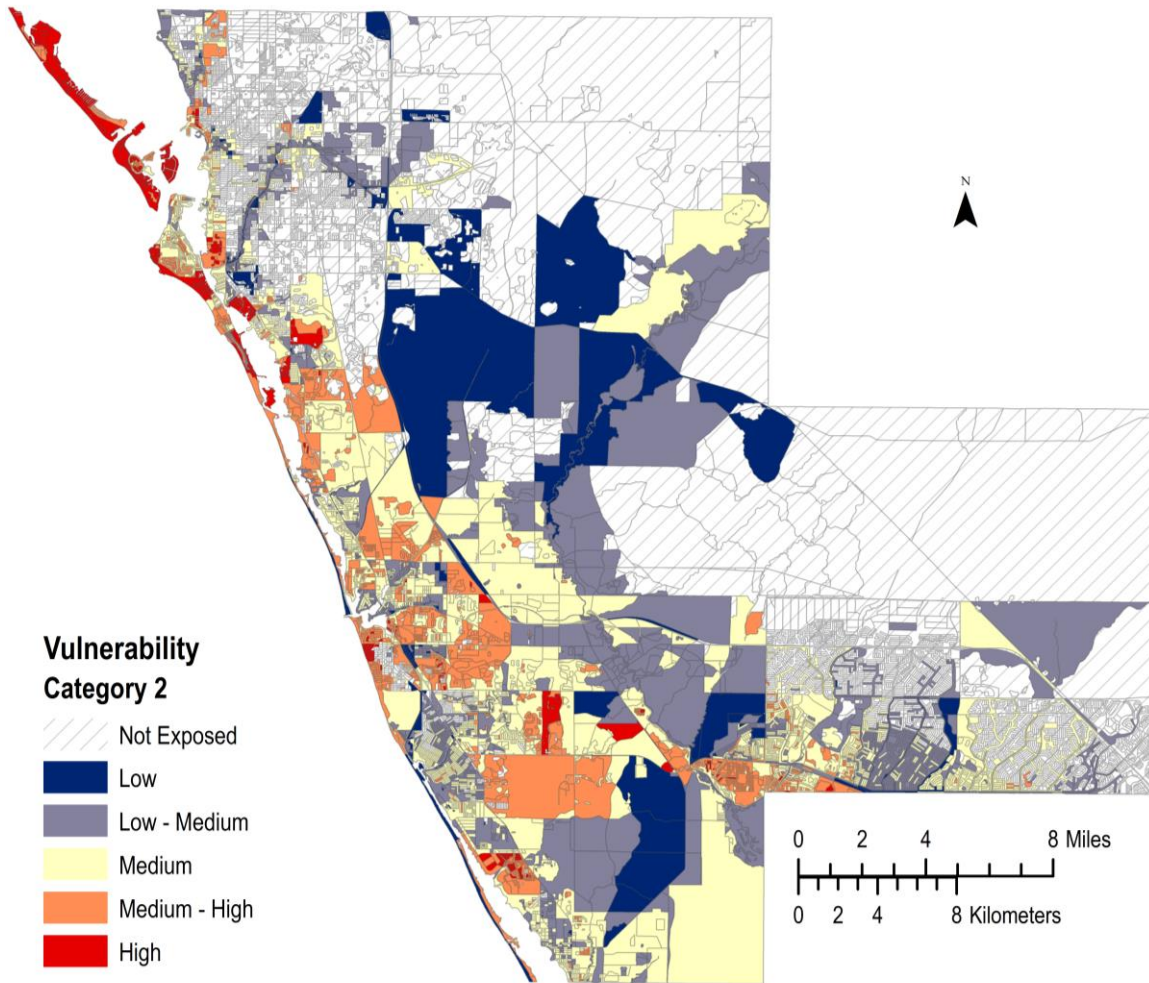 N
Vulnerability
Category 2
Not Exposed
Low
Low - Medium
Medium
Medium - High
High
0 2 4 8 Miles
0 2 4 8 Kilometers